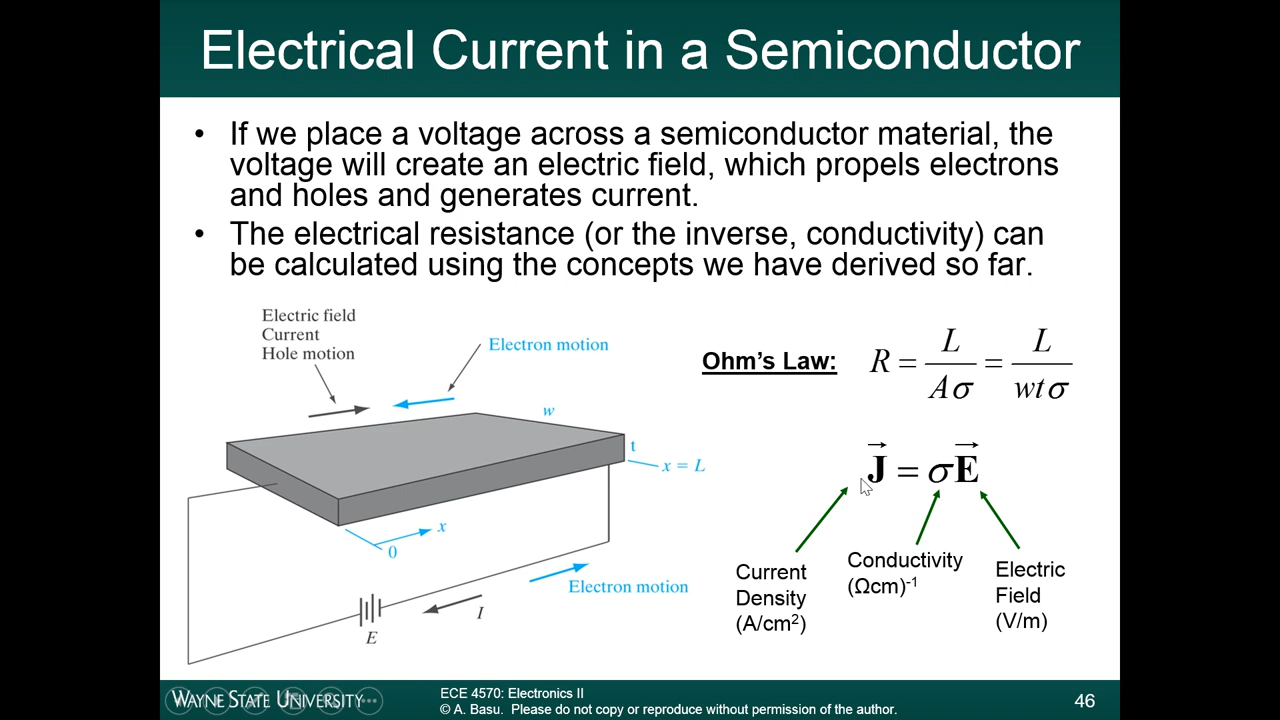 Electrical Current in a Semiconductor
• If we place a voltage across a semiconductor material, the
voltage will create an electric field, which propels electrons
and holes and generates current.
• The electrical resistance (or the inverse, conductivity) can
be calculated using the concepts we have derived so far.
Electric field
Current
Hole motion
Electron motion
w
t
x = L
x
0
Electron motion
I
E
Ohm's Law: R = L/Aσ = L/wtσ
J⃗ = σE⃗
Current
Density
(A/cm²)
Conductivity
(Ωcm)⁻¹
Electric
Field
(V/m)
WAYNE STATE UNIVERSITY
ECE 4570: Electronics II
© A. Basu. Please do not copy or reproduce without permission of the author.
46